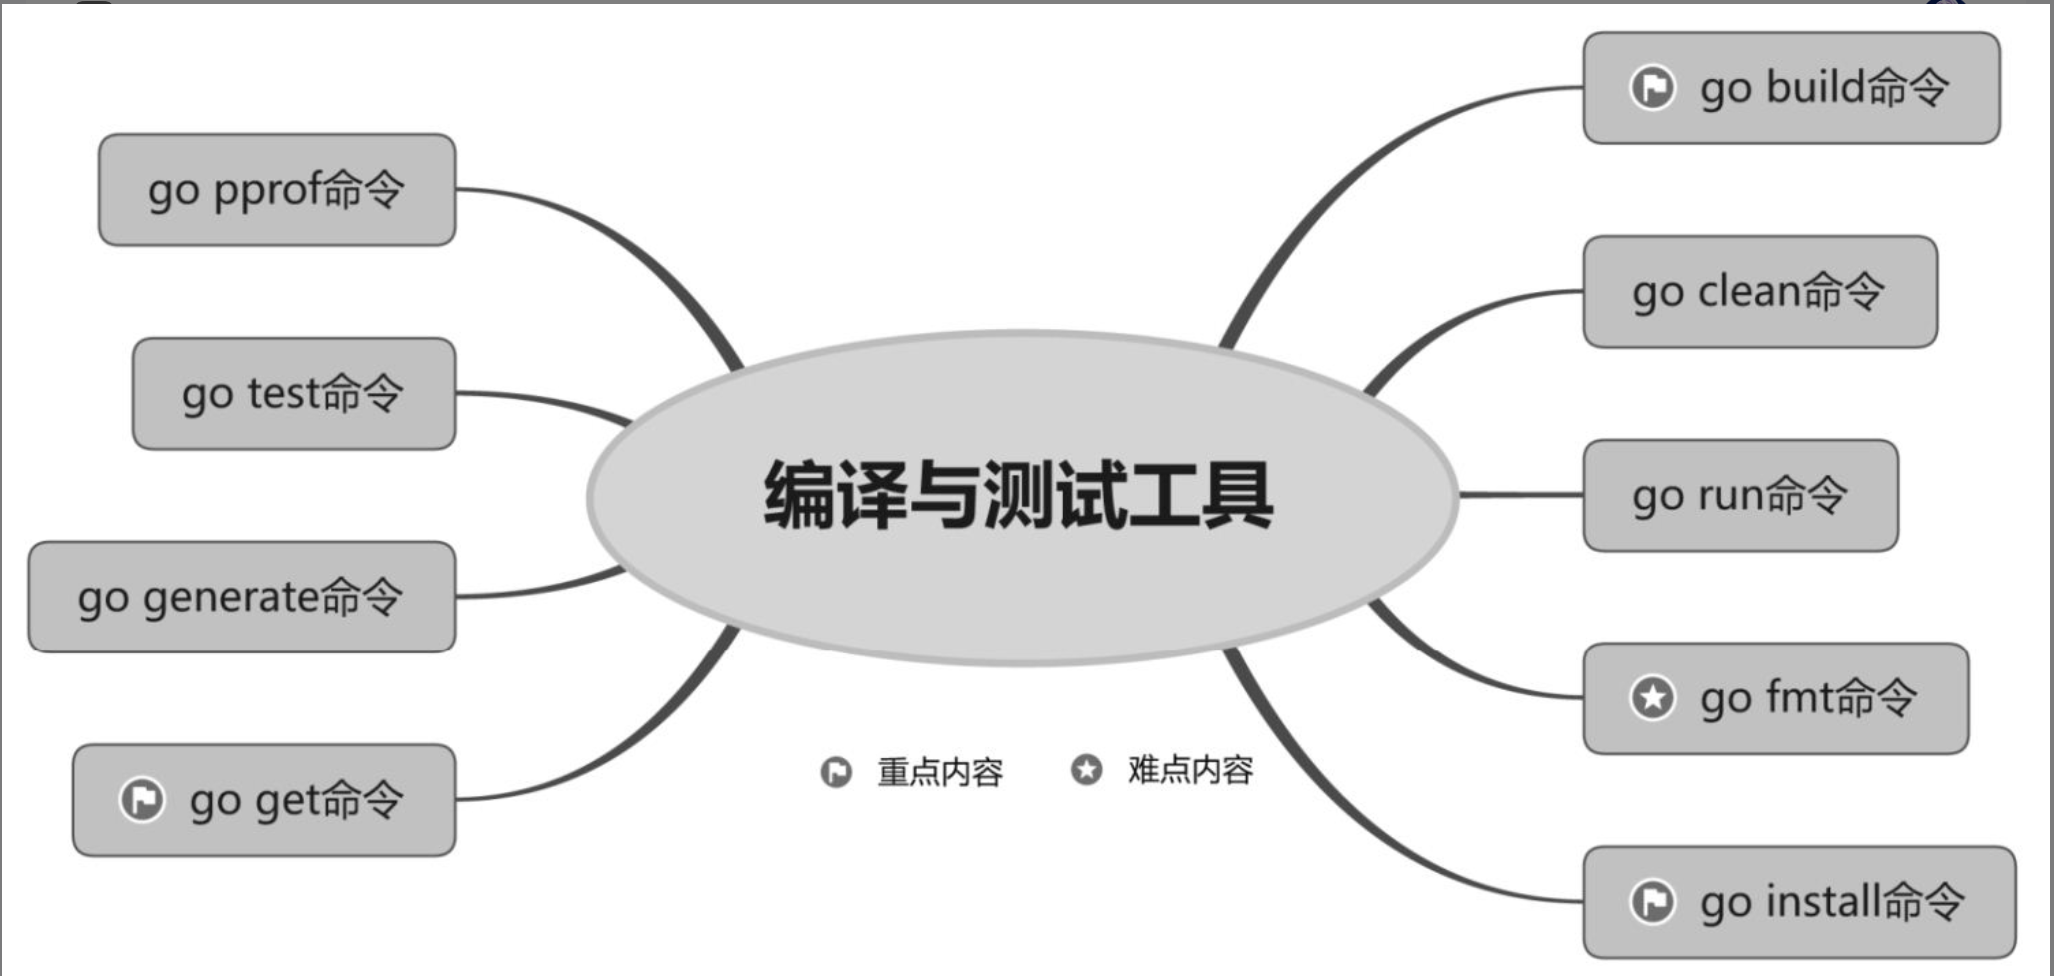 go build命令
go pprof命令
go clean命令
go test命令
编译与测试工具
go run命令
go generate命令
go fmt命令
重点内容
难点内容
go get命令
go install命令